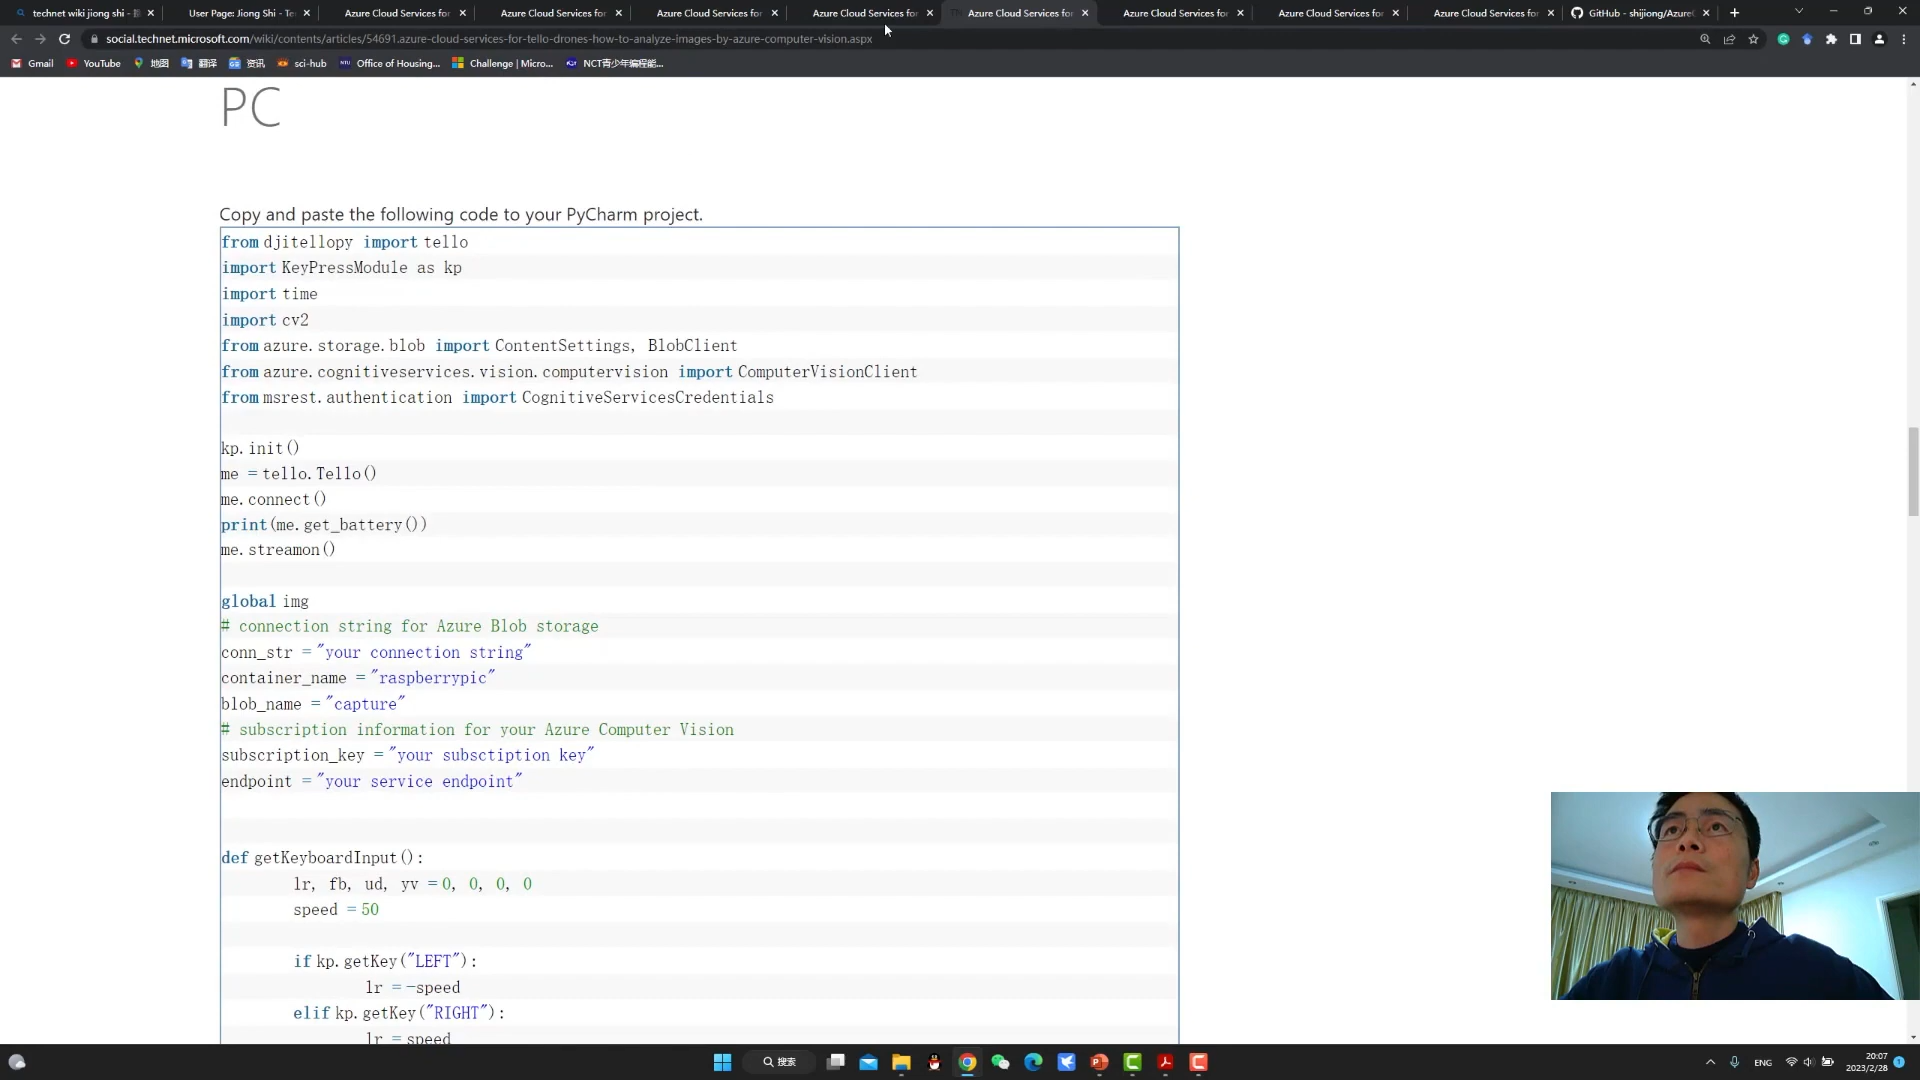 technet wiki jiong shi -
User Page: Jiong Shi - Te
Azure Cloud Services for
Azure Cloud Services for
Azure Cloud Services for
Azure Cloud Services for
Azure Cloud Services for
Azure Cloud Services for
Azure Cloud Services for
Azure Cloud Services for
GitHub - shijiong/Azure
social.technet.microsoft.com/wiki/contents/articles/54691.azure-cloud-services-for-tello-drones-how-to-analyze-images-by-azure-computer-vision.aspx
Gmail
YouTube
地图
翻译
资讯
sci-hub
Office of Housing...
Challenge | Micro...
NCT青少年编程能...
PC
Copy and paste the following code to your PyCharm project.
from djitellopy import tello
import KeyPressModule as kp
import time
import cv2
from azure.storage.blob import ContentSettings, BlobClient
from azure.cognitiveservices.vision.computervision import ComputerVisionClient
from msrest.authentication import CognitiveServicesCredentials
kp.init()
me = tello.Tello()
me.connect()
print(me.get_battery())
me.streamon()
global img
# connection string for Azure Blob storage
conn_str = "your connection string"
container_name = "raspberrypic"
blob_name = "capture"
# subscription information for your Azure Computer Vision
subscription_key = "your subsctiption key"
endpoint = "your service endpoint"
def getKeyboardInput():
lr, fb, ud, yv = 0, 0, 0, 0
speed = 50
if kp.getKey("LEFT"):
lr = -speed
elif kp.getKey("RIGHT"):
lr = speed
搜索
ENG
20:07
2023/2/28